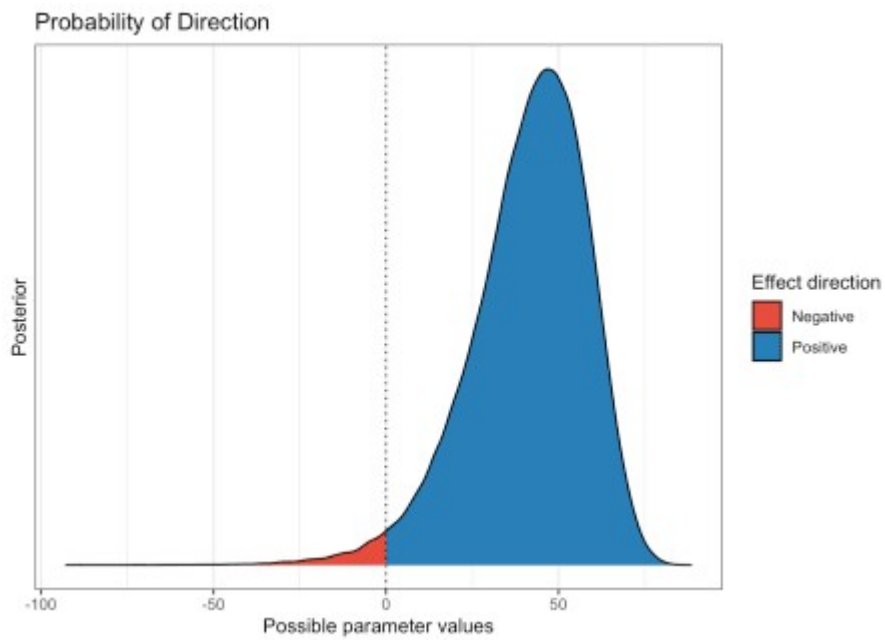 Probability of Direction
Posterior
-100
-50
0
50
Possible parameter values
Effect direction
Negative
Positive